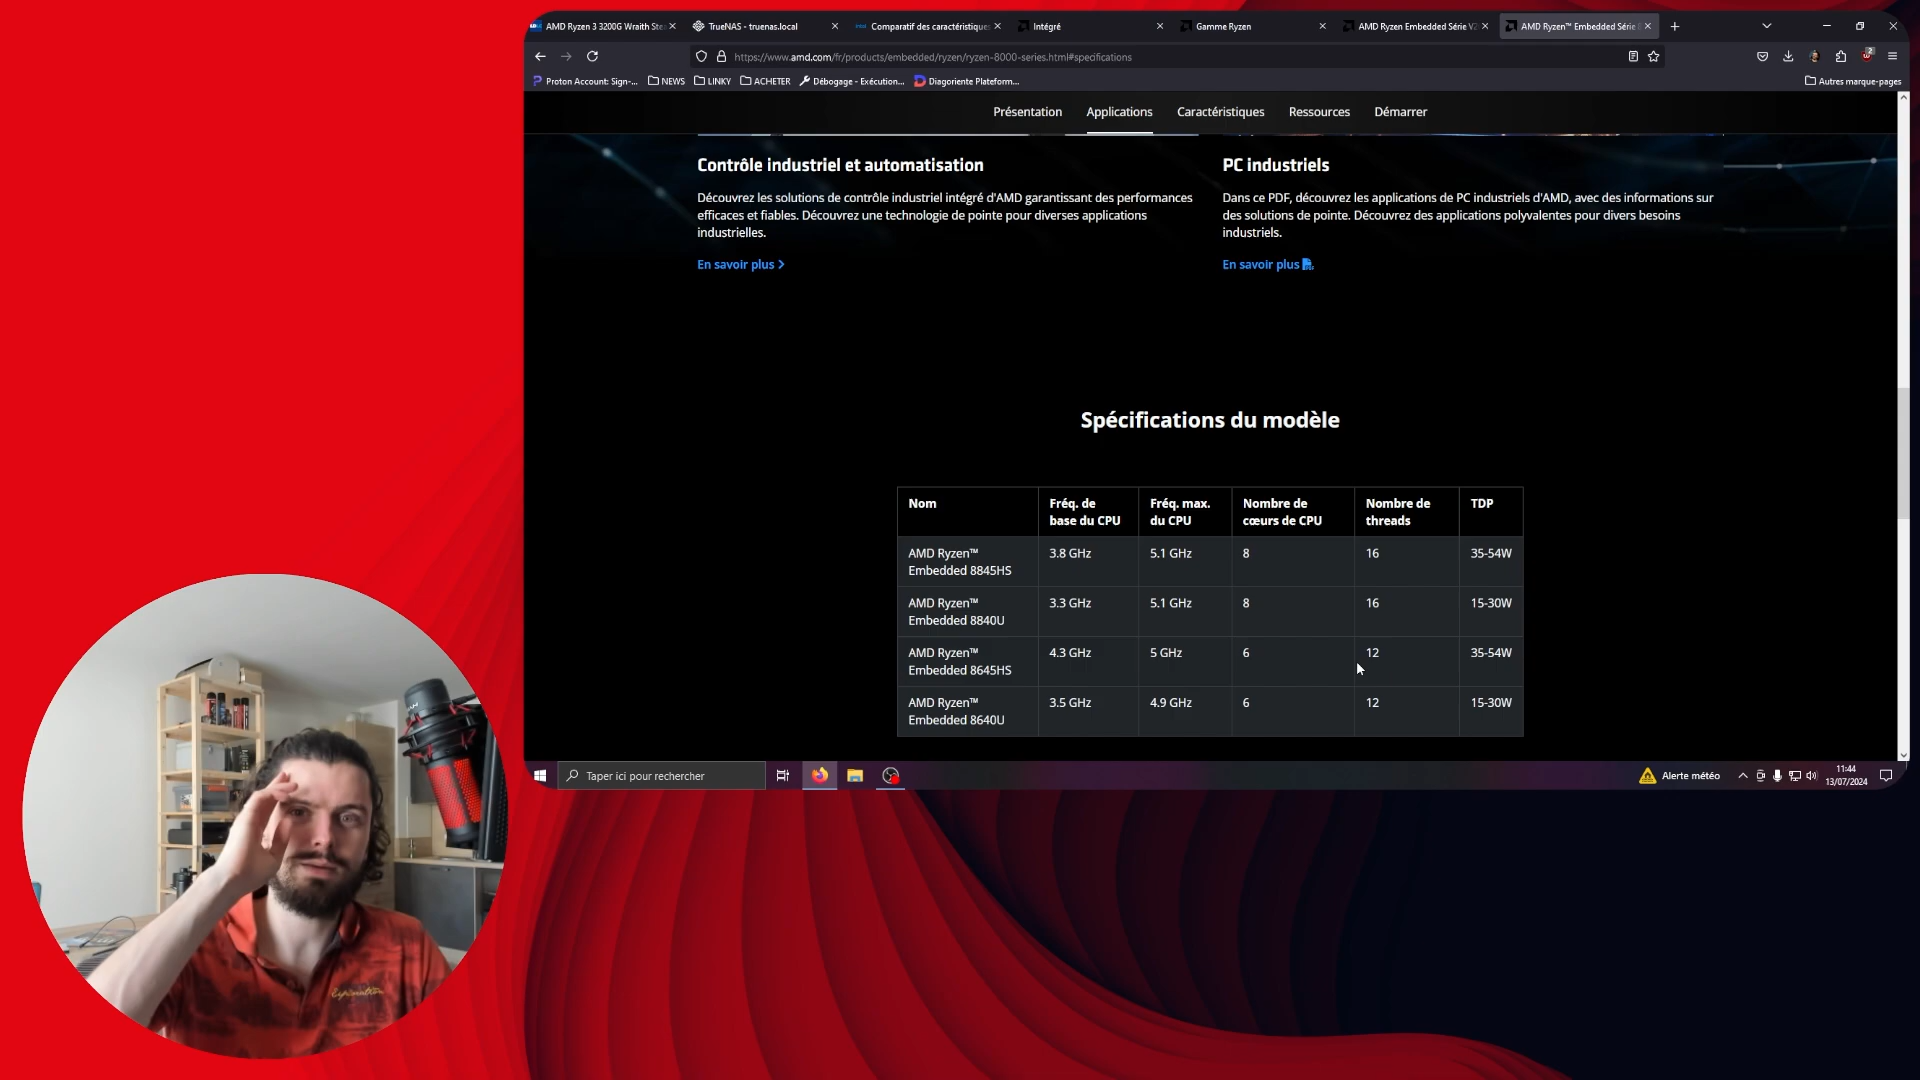 AMD Ryzen 3 3200G Wraith Ste
TrueNAS - truenas.local
Comparatif des caractéristiques
Intégré
Gamme Ryzen
AMD Ryzen Embedded Série V2
AMD Ryzen™ Embedded Série 8
https://www.amd.com/fr/products/embedded/ryzen/ryzen-8000-series.html#specifications
Proton Account: Sign-...
NEWS
LINKY
ACHETER
Débogage - Exécution...
Diagoriente Plateform...
Autres marque-pages
Présentation
Applications
Caractéristiques
Ressources
Démarrer
Contrôle industriel et automatisation
Découvrez les solutions de contrôle industriel intégré d'AMD garantissant des performances
efficaces et fiables. Découvrez une technologie de pointe pour diverses applications
industrielles.
En savoir plus
PC industriels
Dans ce PDF, découvrez les applications de PC industriels d'AMD, avec des informations sur
des solutions de pointe. Découvrez des applications polyvalentes pour divers besoins
industriels.
En savoir plus
Spécifications du modèle
Nom
Fréq. de
base du CPU
Fréq. max.
du CPU
Nombre de
cœurs de CPU
Nombre de
threads
TDP
AMD Ryzen™
Embedded 8845HS
3.8 GHz
5.1 GHz
8
16
35-54W
AMD Ryzen™
Embedded 8840U
3.3 GHz
5.1 GHz
8
16
15-30W
AMD Ryzen™
Embedded 8645HS
4.3 GHz
5 GHz
6
12
35-54W
AMD Ryzen™
Embedded 8640U
3.5 GHz
4.9 GHz
6
12
15-30W
Taper ici pour rechercher
Alerte météo
11:44
13/07/2024